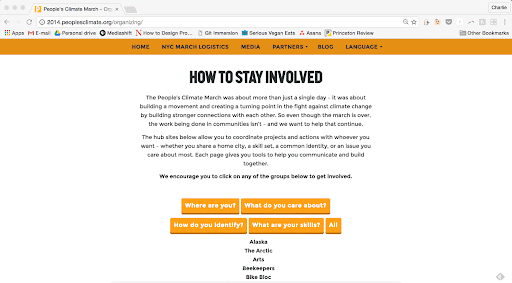 People's Climate March – Org
Charlie
2014.peoplesclimate.org/organizing/
Apps
E-mail
Personal drive
Mediashift
How to Design Pro...
Git Immersion
Serious Vegan Eats
Asana
Princeton Review
Other Bookmarks
HOME NYC MARCH LOGISTICS MEDIA PARTNERS BLOG LANGUAGE
HOW TO STAY INVOLVED
The People's Climate March was about more than just a single day – it was about
building a movement and creating a turning point in the fight against climate change
by building stronger connections with each other. So even though the march is over,
the work being done in communities isn't – and we want to help that continue.
The hub sites below allow you to coordinate projects and actions with whoever you
want – whether you share a home city, a skill set, a common identity, or an issue you
care about most. Each page gives you tools to help you communicate and build
together.
We encourage you to click on any of the groups below to get involved.
Where are you? What do you care about?
How do you identify? What are your skills? All
Alaska
The Arctic
Arts
Beekeepers
Bike Bloc